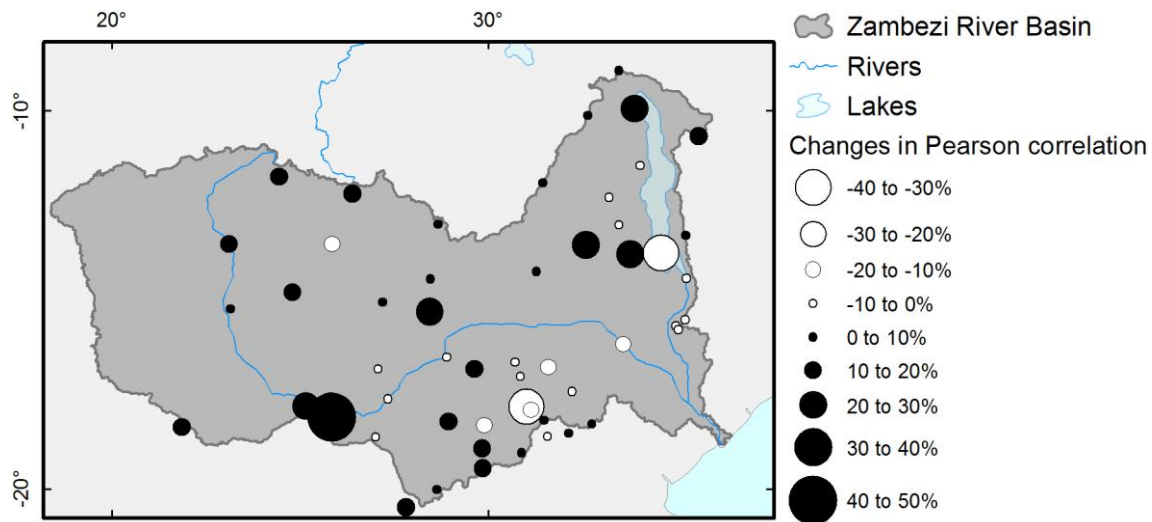 20°
30°
-10°
-20°
Zambezi River Basin
Rivers
Lakes
Changes in Pearson correlation
-40 to -30%
-30 to -20%
-20 to -10%
-10 to 0%
0 to 10%
10 to 20%
20 to 30%
30 to 40%
40 to 50%